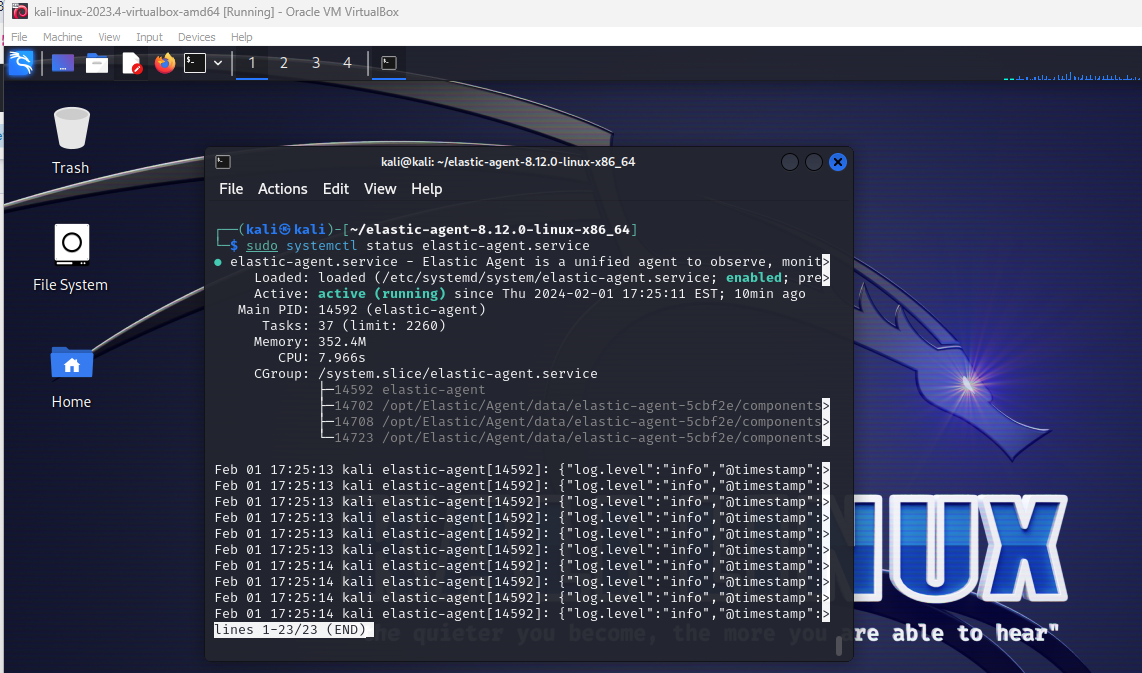 kali-linux-2023.4-virtualbox-amd64 [Running] - Oracle VM VirtualBox
File Machine View Input Devices Help
1 2 3 4
Trash
File System
Home
kali@kali: ~/elastic-agent-8.12.0-linux-x86_64
File Actions Edit View Help
┌──(kali㉿kali)-[~/elastic-agent-8.12.0-linux-x86_64]
└─$ sudo systemctl status elastic-agent.service
● elastic-agent.service - Elastic Agent is a unified agent to observe, monit>
Loaded: loaded (/etc/systemd/system/elastic-agent.service; enabled; pre>
Active: active (running) since Thu 2024-02-01 17:25:11 EST; 10min ago
Main PID: 14592 (elastic-agent)
Tasks: 37 (limit: 2260)
Memory: 352.4M
CPU: 7.966s
CGroup: /system.slice/elastic-agent.service
├─14592 elastic-agent
├─14702 /opt/Elastic/Agent/data/elastic-agent-5cbf2e/components>
├─14708 /opt/Elastic/Agent/data/elastic-agent-5cbf2e/components>
└─14723 /opt/Elastic/Agent/data/elastic-agent-5cbf2e/components>
Feb 01 17:25:13 kali elastic-agent[14592]: {"log.level":"info","@timestamp":>
Feb 01 17:25:13 kali elastic-agent[14592]: {"log.level":"info","@timestamp":>
Feb 01 17:25:13 kali elastic-agent[14592]: {"log.level":"info","@timestamp":>
Feb 01 17:25:13 kali elastic-agent[14592]: {"log.level":"info","@timestamp":>
Feb 01 17:25:13 kali elastic-agent[14592]: {"log.level":"info","@timestamp":>
Feb 01 17:25:13 kali elastic-agent[14592]: {"log.level":"info","@timestamp":>
Feb 01 17:25:14 kali elastic-agent[14592]: {"log.level":"info","@timestamp":>
Feb 01 17:25:14 kali elastic-agent[14592]: {"log.level":"info","@timestamp":>
Feb 01 17:25:14 kali elastic-agent[14592]: {"log.level":"info","@timestamp":>
Feb 01 17:25:14 kali elastic-agent[14592]: {"log.level":"info","@timestamp":>
lines 1-23/23 (END)
NUX
he quieter you become, the more you are able to hear"